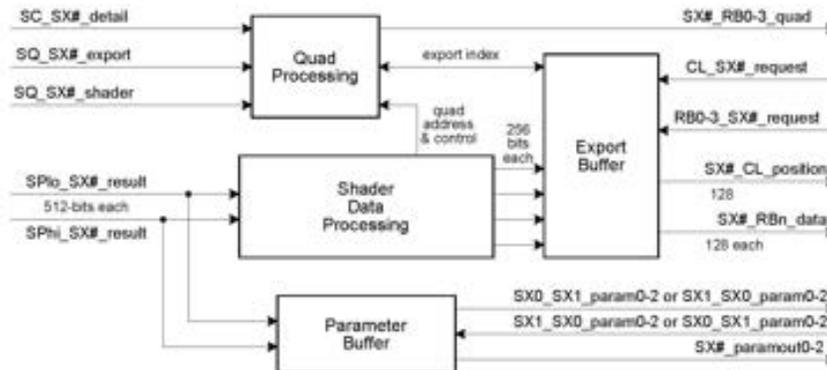 SC_SX#_detail
SQ_SX#_export
SQ_SX#_shader
Quad
Processing
SX#_RB0-3_quad
export index
CL_SX#_request
RB0-3_SX#_request
quad
address
& control
256
bits
each
Export
Buffer
SX#_CL_position
128
SX#_RBn_data
128 each
SPlo_SX#_result
512-bits each
SPhi_SX#_result
Shader
Data
Processing
Parameter
Buffer
SX0_SX1_param0-2 or SX1_SX0_param0-2
SX1_SX0_param0-2 or SX0_SX1_param0-2
SX#_paramout0-2